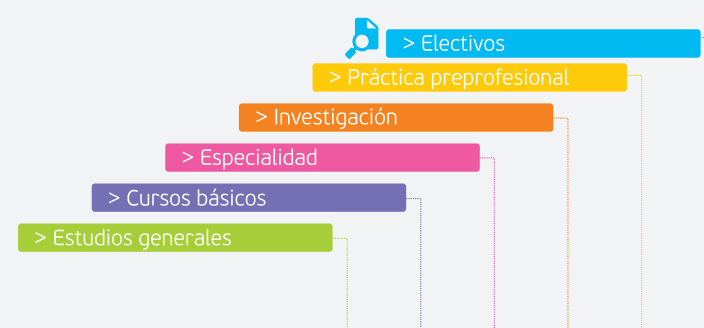 > Electivos
> Práctica preprofesional
> Investigación
> Especialidad
> Cursos básicos
> Estudios generales